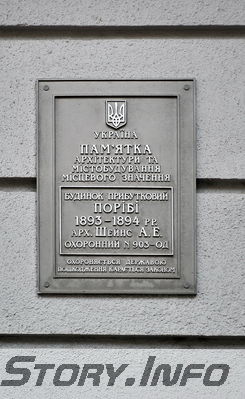 УКРАЇНА
ПАМ'ЯТКА
АРХІТЕКТУРИ ТА
МІСТОБУДУВАННЯ
МІСЦЕВОГО ЗНАЧЕННЯ
БУДИНОК ПРИБУТКОВИЙ
ПОРІБІ
1893-1894 РР.
АРХ. ШЕЙНС А.Е.
ОХОРОННИЙ N 903-ОД
ОХОРОНЯЄТЬСЯ ДЕРЖАВОЮ
ПОШКОДЖЕННЯ КАРАЄТЬСЯ ЗАКОНОМ
STORY.INFO